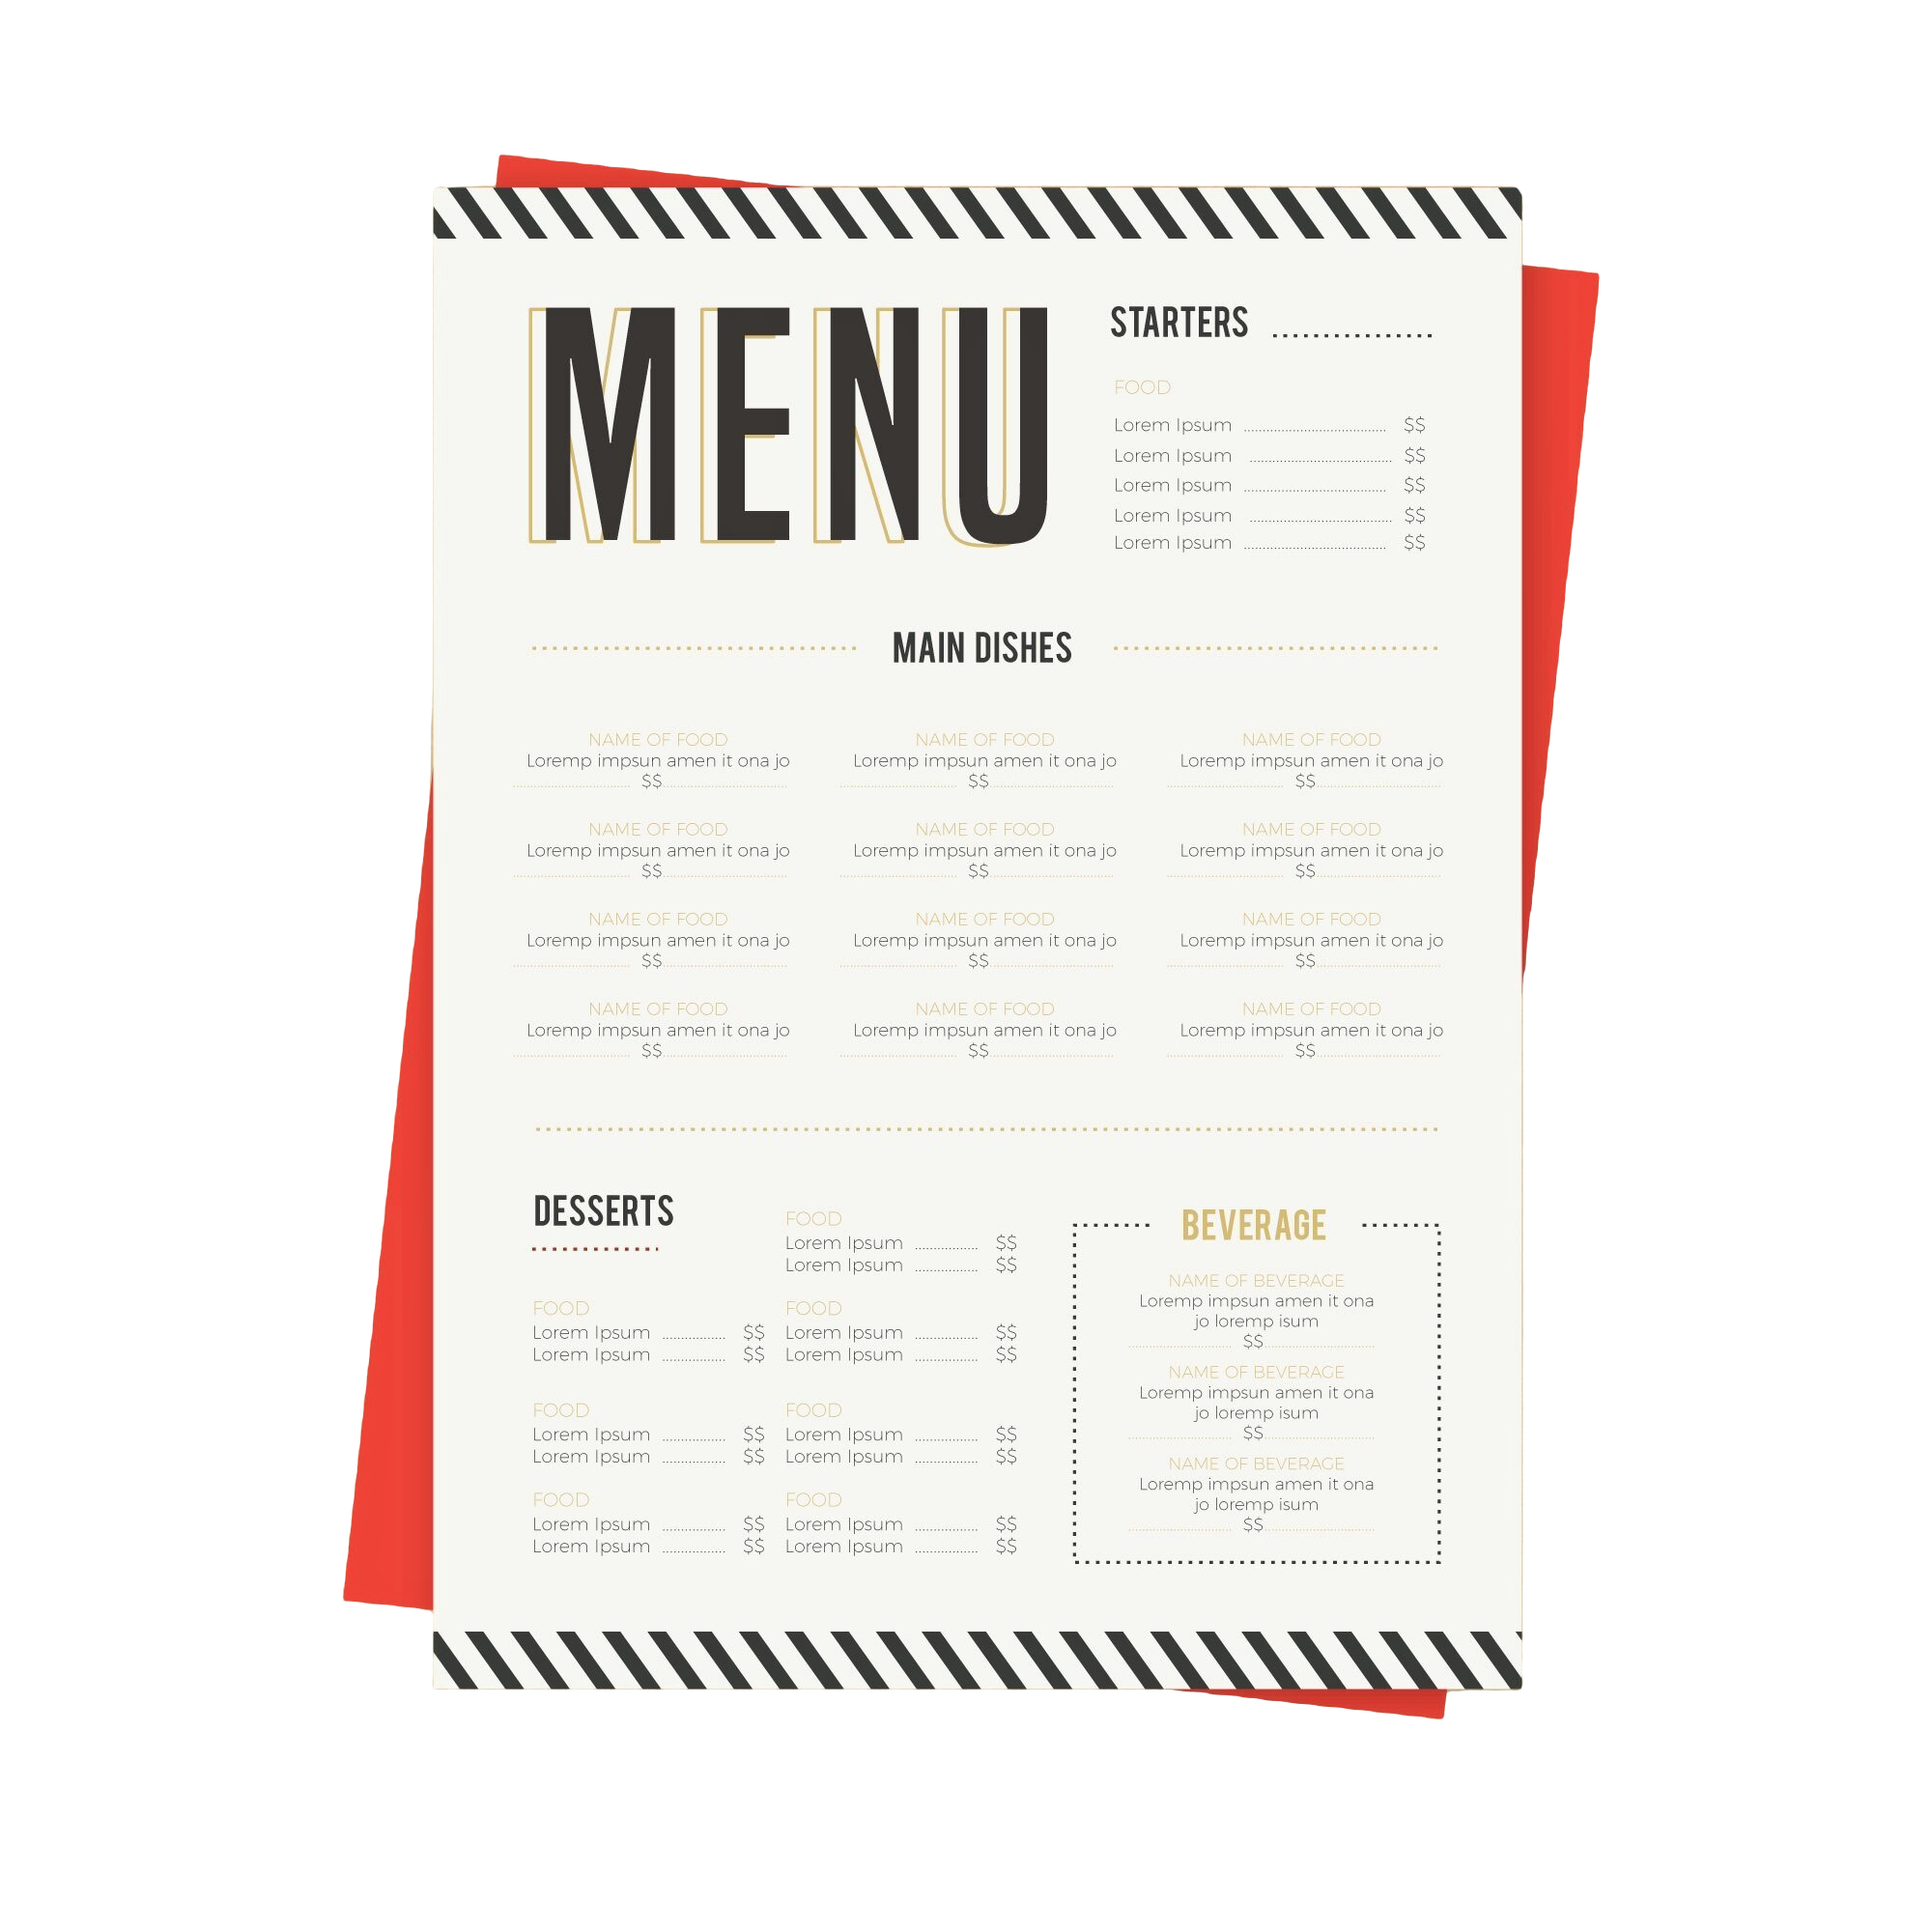 MENU
STARTERS
FOOD
Lorem Ipsum $$
Lorem Ipsum $$
Lorem Ipsum $$
Lorem Ipsum $$
Lorem Ipsum $$
MAIN DISHES
NAME OF FOOD NAME OF FOOD NAME OF FOOD
Loremp impsun amen it ona jo Loremp impsun amen it ona jo Loremp impsun amen it ona jo
$$ $$ $$
NAME OF FOOD NAME OF FOOD NAME OF FOOD
Loremp impsun amen it ona jo Loremp impsun amen it ona jo Loremp impsun amen it ona jo
$$ $$ $$
NAME OF FOOD NAME OF FOOD NAME OF FOOD
Loremp impsun amen it ona jo Loremp impsun amen it ona jo Loremp impsun amen it ona jo
$$ $$ $$
NAME OF FOOD NAME OF FOOD NAME OF FOOD
Loremp impsun amen it ona jo Loremp impsun amen it ona jo Loremp impsun amen it ona jo
$$ $$ $$
DESSERTS
FOOD
Lorem Ipsum $$
Lorem Ipsum $$
FOOD FOOD
Lorem Ipsum $$ Lorem Ipsum $$
Lorem Ipsum $$ Lorem Ipsum $$
FOOD FOOD
Lorem Ipsum $$ Lorem Ipsum $$
Lorem Ipsum $$ Lorem Ipsum $$
FOOD FOOD
Lorem Ipsum $$ Lorem Ipsum $$
Lorem Ipsum $$ Lorem Ipsum $$
BEVERAGE
NAME OF BEVERAGE
Loremp impsun amen it ona
jo loremp isum
$$
NAME OF BEVERAGE
Loremp impsun amen it ona
jo loremp isum
$$
NAME OF BEVERAGE
Loremp impsun amen it ona
jo loremp isum
$$